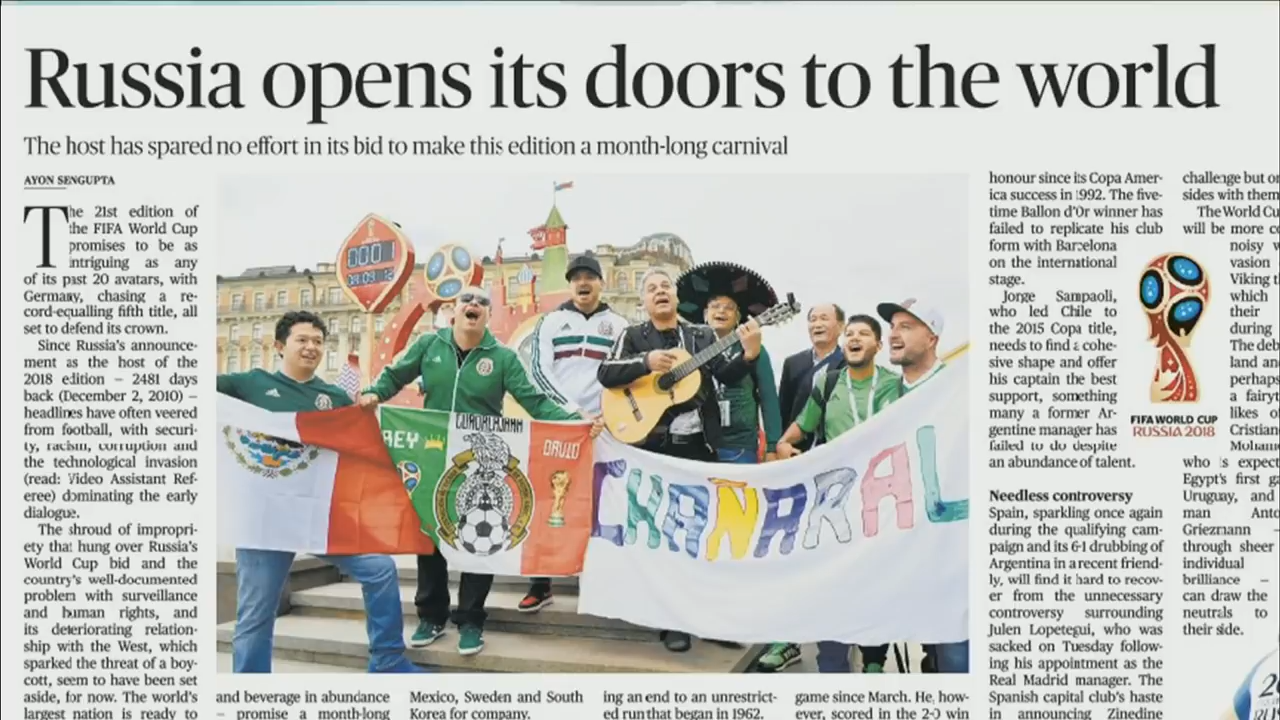 Russia opens its doors to the world
The host has spared no effort in its bid to make this edition a month-long carnival
AYON SENGUPTA
The 21st edition of
the FIFA World Cup
promises to be as
intriguing as any
of its past 20 avatars, with
Germany, chasing a re-
cord-equalling fifth title, all
set to defend its crown.
Since Russia's announce-
ment as the host of the
2018 edition – 2481 days
back (December 2, 2010) –
headlines have often veered
from football, with securi-
ty, racism, corruption and
the technological invasion
(read: Video Assistant Ref-
eree) dominating the early
dialogue.
The shroud of impropri-
ety that hung over Russia's
World Cup bid and the
country's well-documented
problem with surveillance
and human rights, and
its deteriorating relation-
ship with the West, which
sparked the threat of a boy-
cott, seem to have been set
aside, for now. The world's
largest nation is ready to
REY
GUADALAJARA
DRUID
CHAÑARAL
and beverage in abundance
– promise a month-long
Mexico, Sweden and South
Korea for company.
ing an end to an unrestrict-
ed run that began in 1962.
game since March. He, how-
ever, scored in the 2-0 win
honour since its Copa Amer-
ica success in 1992. The five-
time Ballon d'Or winner has
failed to replicate his club
form with Barcelona
on the international
stage.
Jorge Sampaoli,
who led Chile to
the 2015 Copa title,
needs to find a cohe-
sive shape and offer
his captain the best
support, something
many a former Ar-
gentine manager has
failed to do despite
an abundance of talent.
Needless controversy
Spain, sparkling once again
during the qualifying cam-
paign and its 6-1 drubbing of
Argentina in a recent friend-
ly, will find it hard to recov-
er from the unnecessary
controversy surrounding
Julen Lopetegui, who was
sacked on Tuesday follow-
ing his appointment as the
Real Madrid manager. The
Spanish capital club's haste
in announcing Zinedine
FIFA WORLD CUP
RUSSIA 2018
challenge but
sides with them
The World Cu
will be more
noisy
vasion
Viking
which
their
during
The deb
land an
perhaps
a fairy
likes o
Cristian
Moham
who is expec
Egypt's first ga
Uruguay, and
man Anto
Griezmann –
through sheer
individual
brilliance –
can draw the
neutrals to
their side.